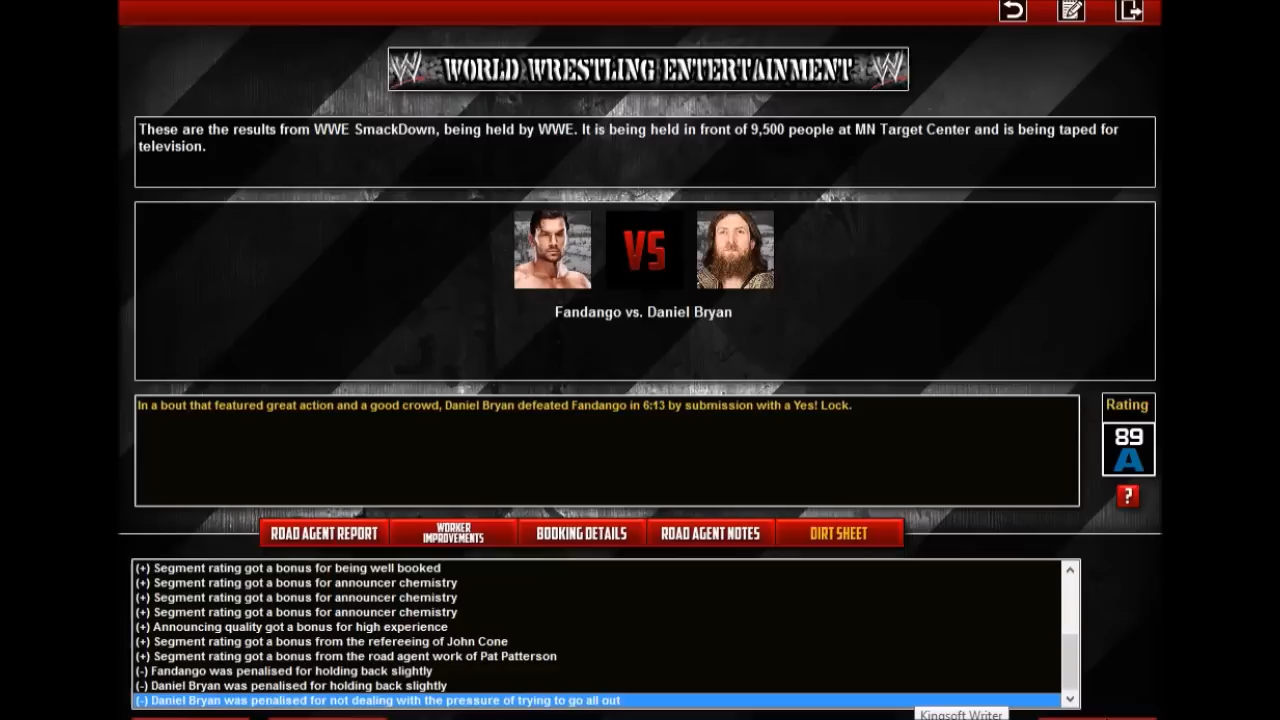 WORLD WRESTLING ENTERTAINMENT
These are the results from WWE SmackDown, being held by WWE. It is being held in front of 9,500 people at MN Target Center and is being taped for
television.
VS
Fandango vs. Daniel Bryan
In a bout that featured great action and a good crowd, Daniel Bryan defeated Fandango in 6:13 by submission with a Yes! Lock.
Rating
89
A
?
ROAD AGENT REPORT
WORKER
IMPROVEMENTS
BOOKING DETAILS
ROAD AGENT NOTES
DIRT SHEET
(+) Segment rating got a bonus for being well booked
(+) Segment rating got a bonus for announcer chemistry
(+) Segment rating got a bonus for announcer chemistry
(+) Segment rating got a bonus for announcer chemistry
(+) Announcing quality got a bonus for high experience
(+) Segment rating got a bonus from the refereeing of John Cone
(+) Segment rating got a bonus from the road agent work of Pat Patterson
(-) Fandango was penalised for holding back slightly
(-) Daniel Bryan was penalised for holding back slightly
(-) Daniel Bryan was penalised for not dealing with the pressure of trying to go all out
Kingsoft Writer